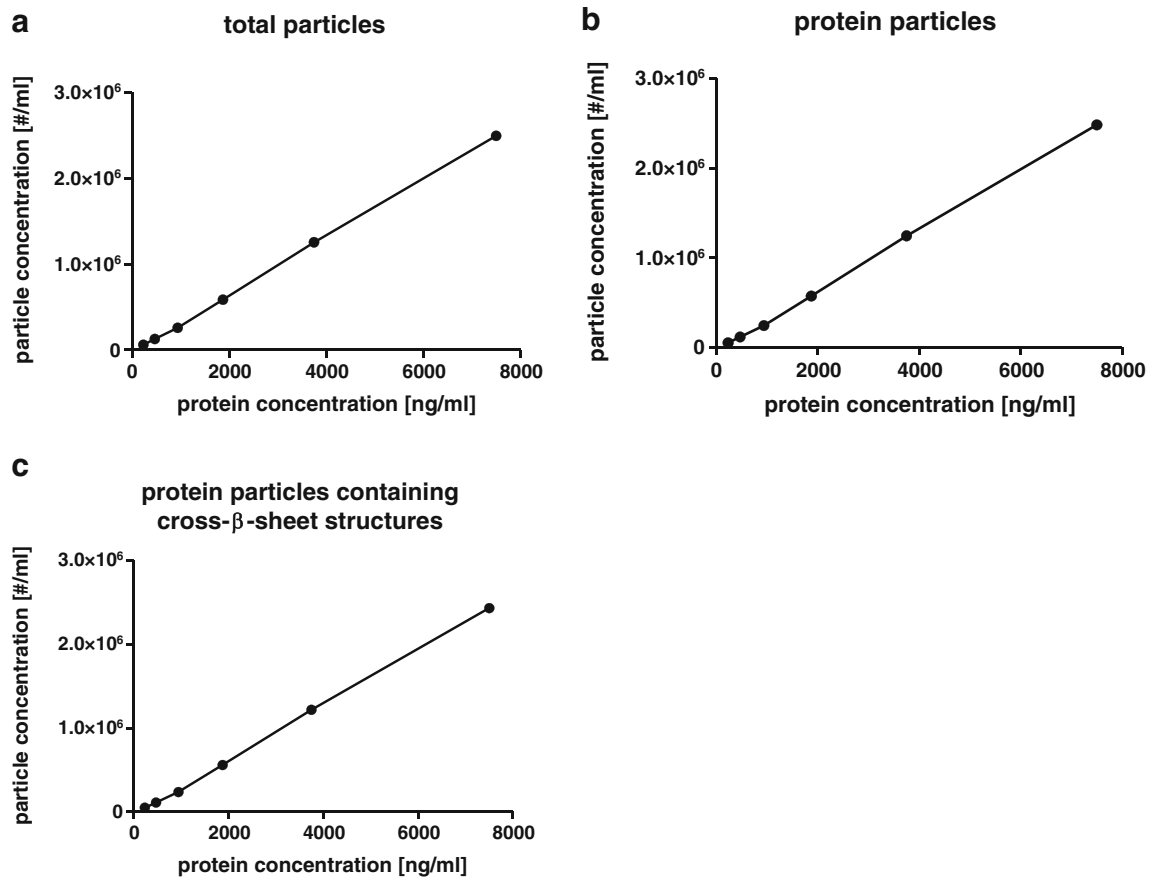 a
total particles
particle concentration [#/ml]
3.0×10⁶
2.0×10⁶
1.0×10⁶
0
0 2000 4000 6000 8000
protein concentration [ng/ml]
b
protein particles
particle concentration [#/ml]
3.0×10⁶
2.0×10⁶
1.0×10⁶
0
0 2000 4000 6000 8000
protein concentration [ng/ml]
c
protein particles containing
cross-β-sheet structures
particle concentration [#/ml]
3.0×10⁶
2.0×10⁶
1.0×10⁶
0
0 2000 4000 6000 8000
protein concentration [ng/ml]